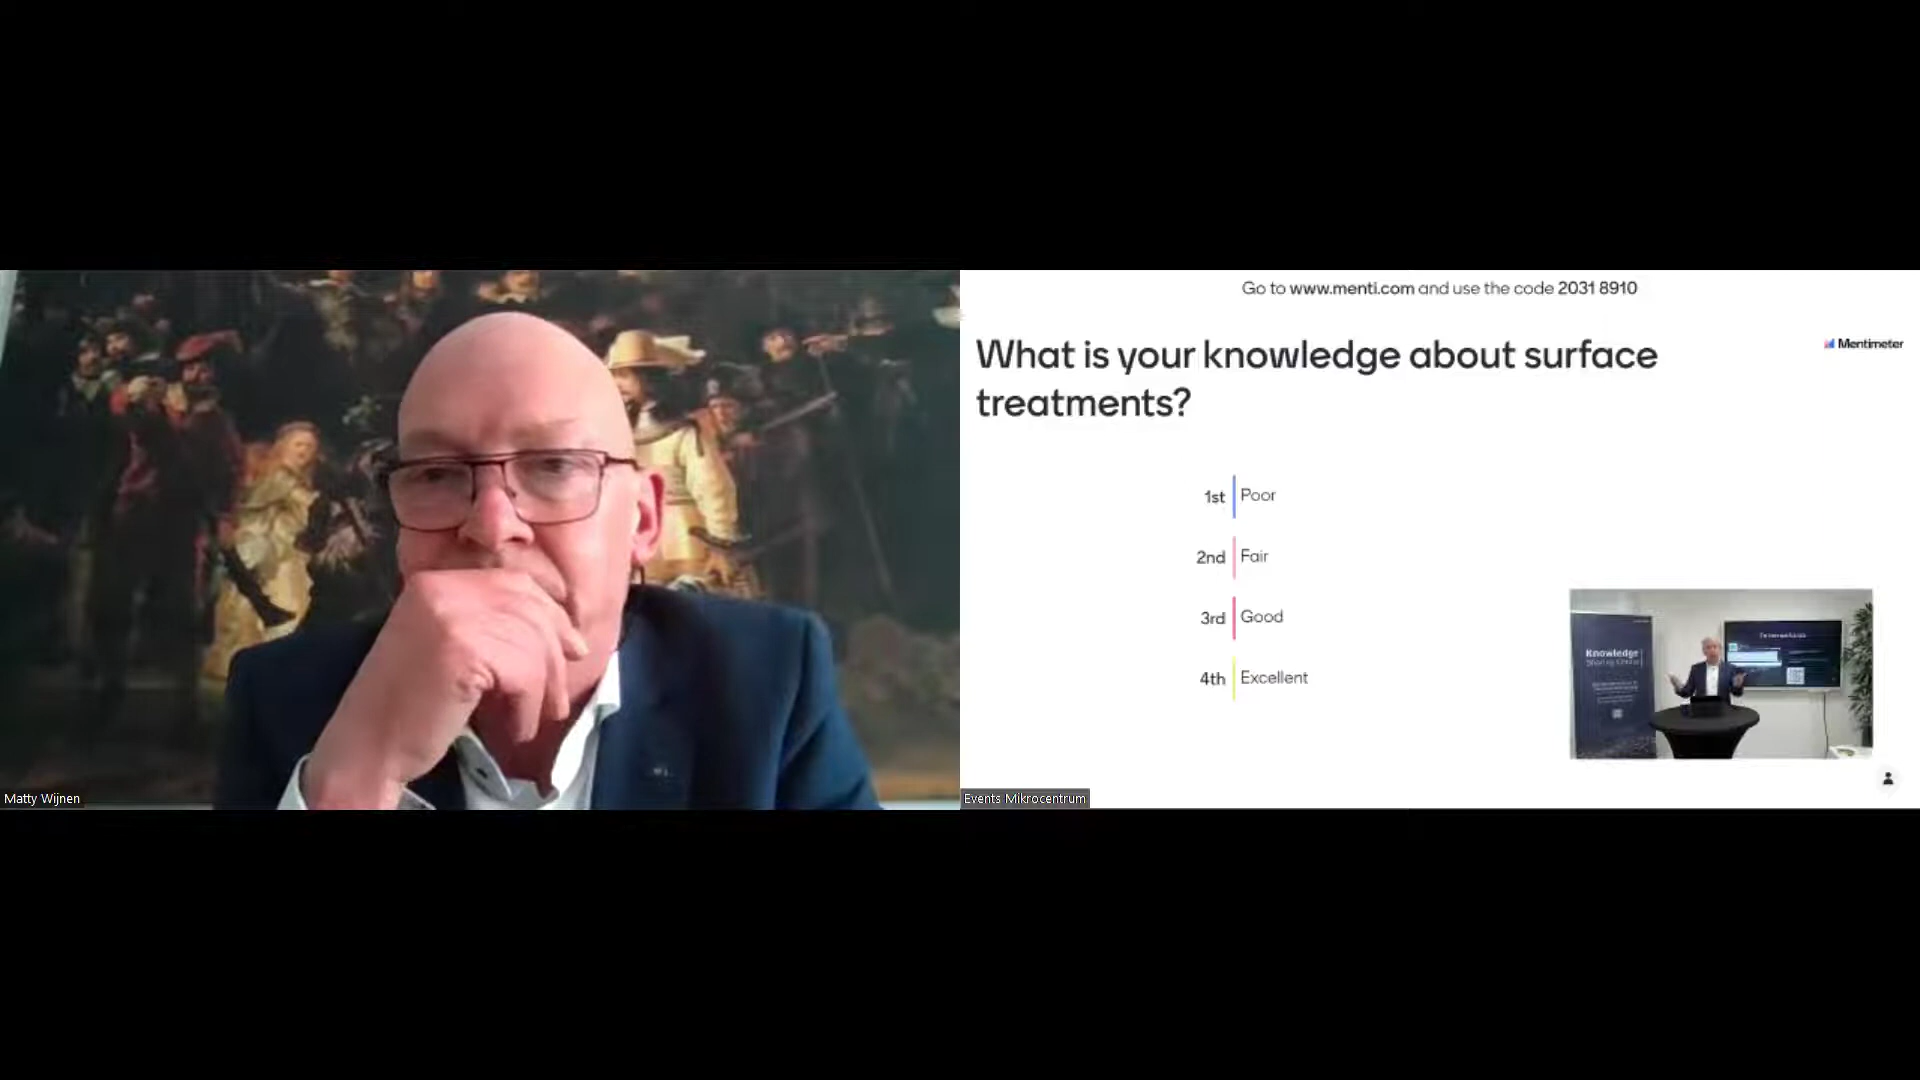 Go to www.menti.com and use the code 2031 8910
What is your knowledge about surface
treatments?
Mentimeter
1st Poor
2nd Fair
3rd Good
4th Excellent
Knowledge
Matty Wijnen
Events Mikrocentrum